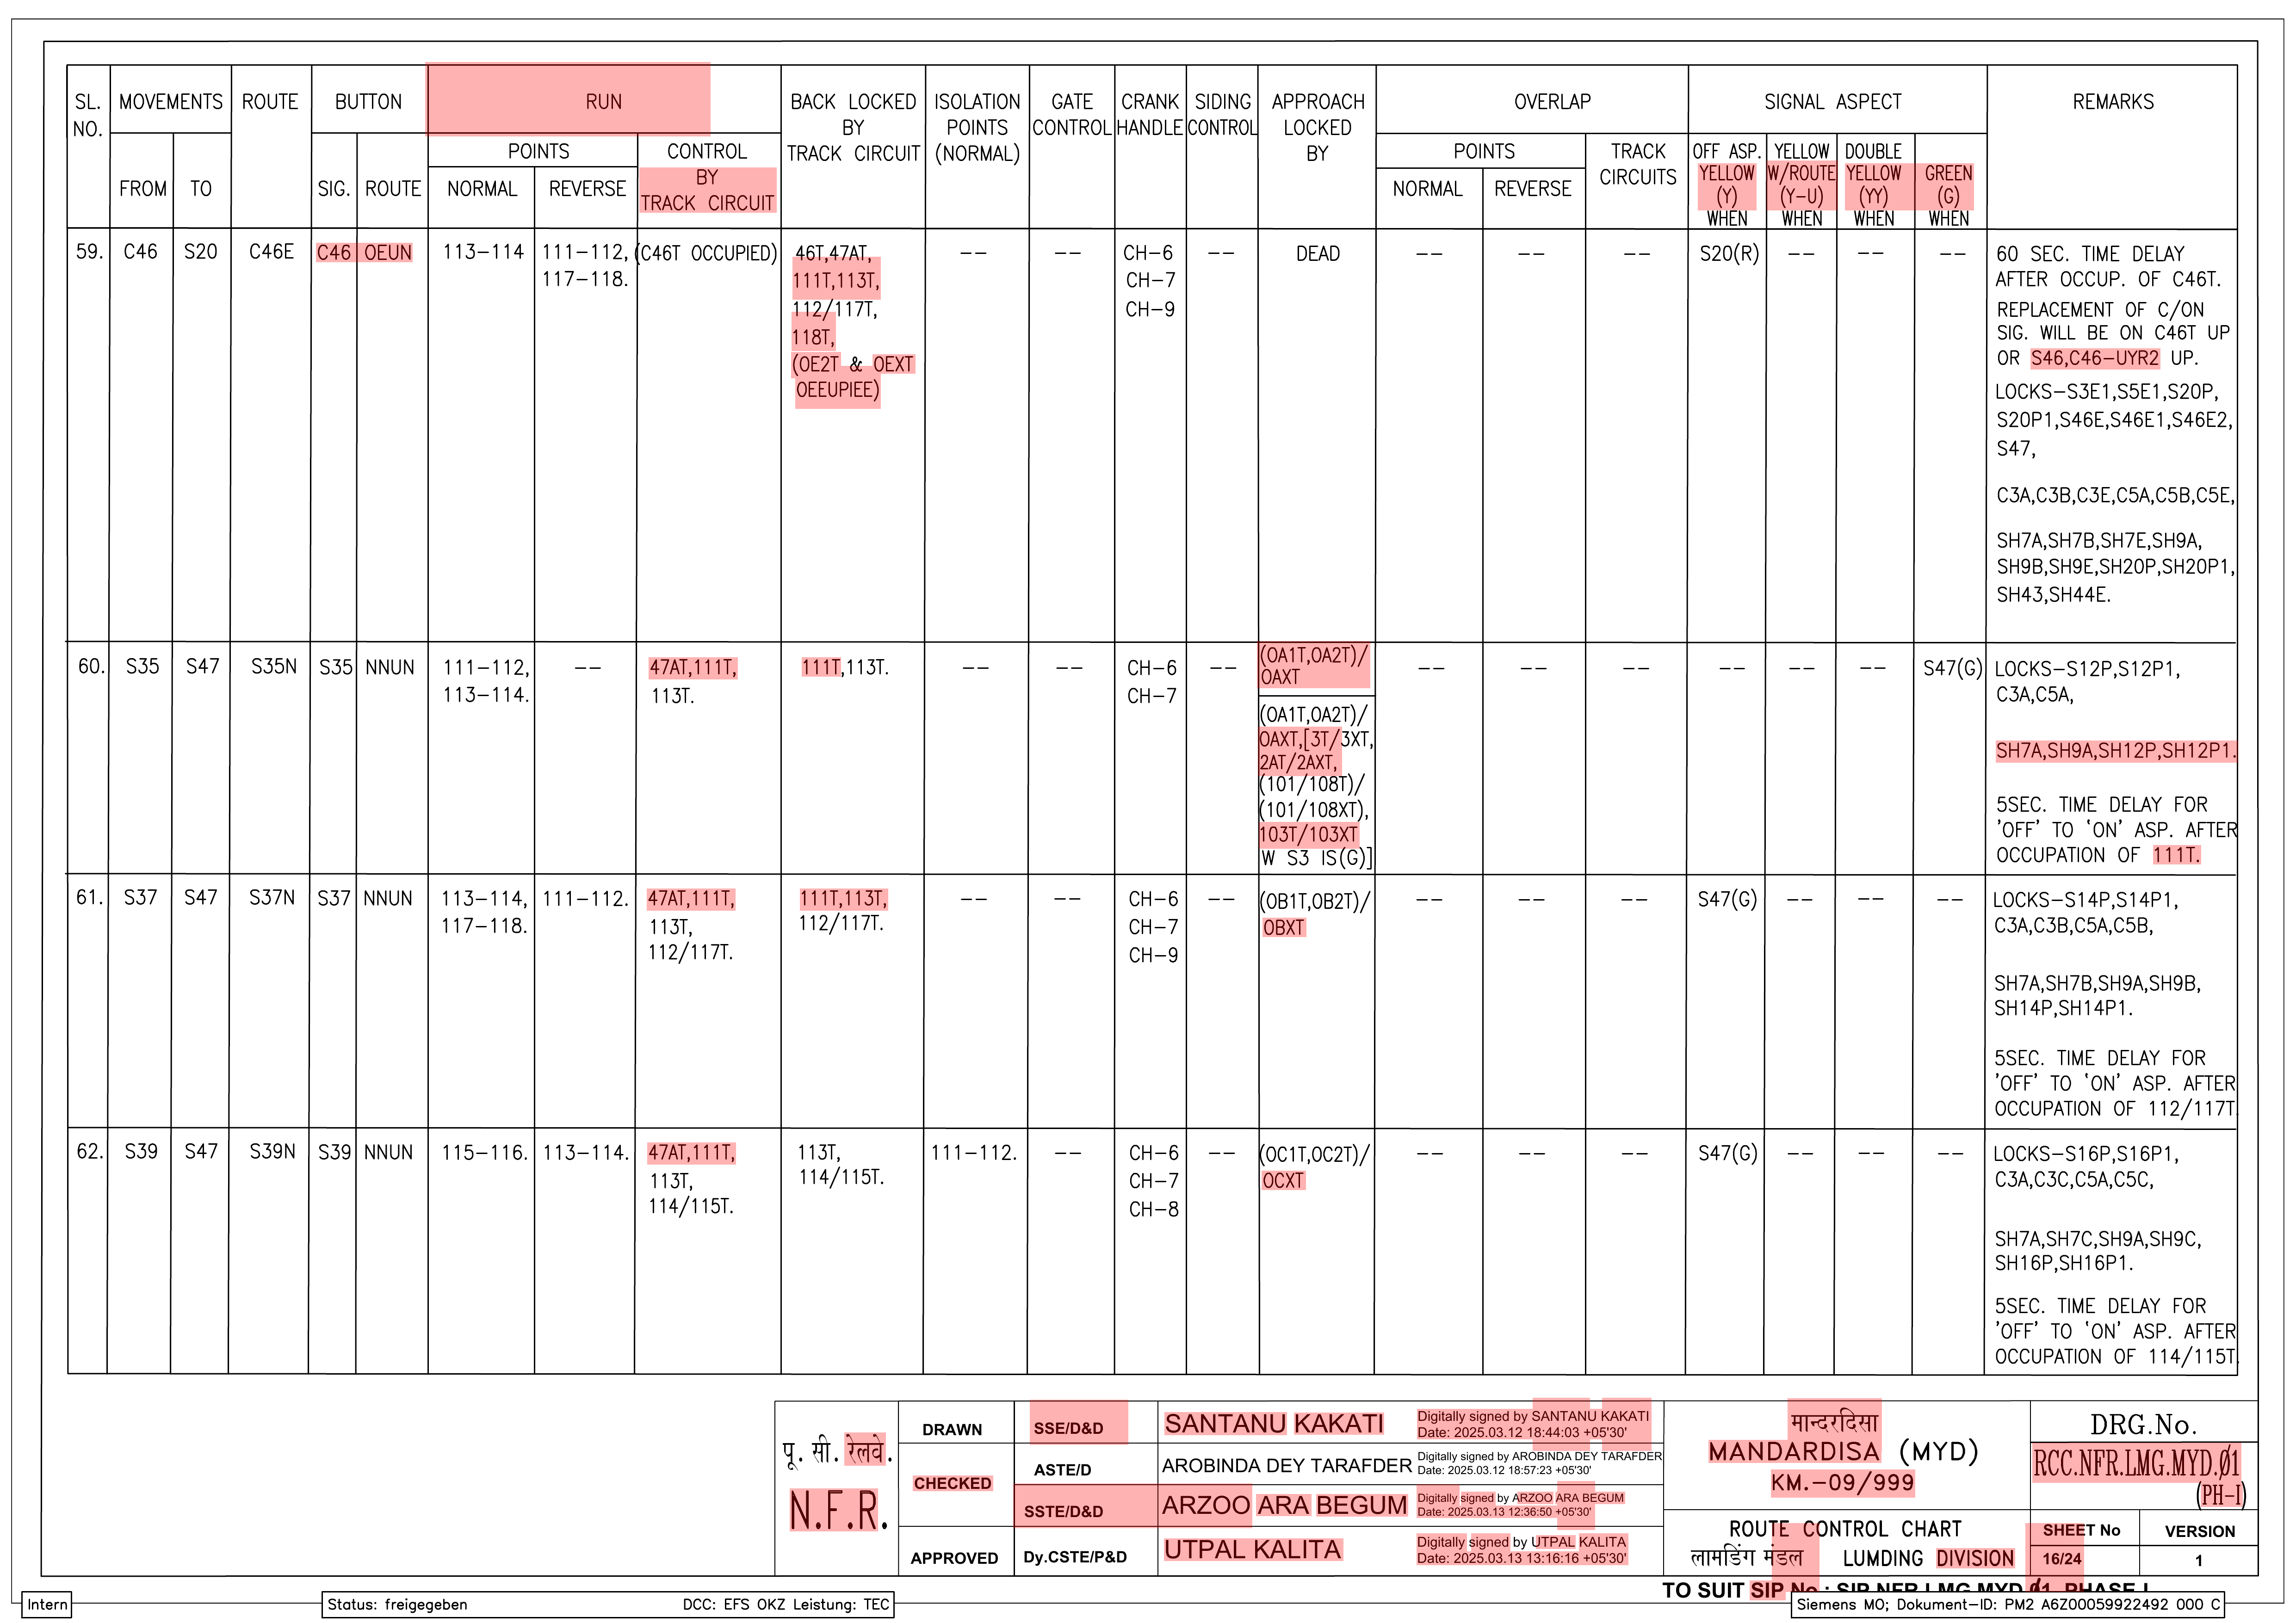 SL. NO. MOVEMENTS ROUTE BUTTON RUN BACK LOCKED BY TRACK CIRCUIT ISOLATION POINTS (NORMAL) GATE CONTROL CRANK HANDLE SIDING CONTROL APPROACH LOCKED BY OVERLAP SIGNAL ASPECT REMARKS
FROM TO SIG. ROUTE POINTS CONTROL BY TRACK CIRCUIT POINTS TRACK CIRCUITS OFF ASP. YELLOW (Y) WHEN YELLOW W/ROUTE (Y-U) WHEN DOUBLE YELLOW (YY) WHEN GREEN (G) WHEN
NORMAL REVERSE NORMAL REVERSE
59. C46 S20 C46E C46 OEUN 113-114 111-112, (C46T OCCUPIED) 46T,47AT, -- -- CH-6 -- DEAD -- -- -- S20(R) -- -- -- 60 SEC. TIME DELAY
117-118. 111T,113T, CH-7 AFTER OCCUP. OF C46T.
112/117T, CH-9 REPLACEMENT OF C/ON
118T, SIG. WILL BE ON C46T UP
(OE2T & OEXT OR S46,C46-UYR2 UP.
OEEUPIEE) LOCKS-S3E1,S5E1,S20P,
S20P1,S46E,S46E1,S46E2,
S47,
C3A,C3B,C3E,C5A,C5B,C5E,
SH7A,SH7B,SH7E,SH9A,
SH9B,SH9E,SH20P,SH20P1,
SH43,SH44E.
60. S35 S47 S35N S35 NNUN 111-112, -- 47AT,111T, 111T,113T. -- -- CH-6 -- (OA1T,OA2T)/ -- -- -- -- -- -- S47(G) LOCKS-S12P,S12P1,
113-114. 113T. CH-7 OAXT C3A,C5A,
(OA1T,OA2T)/
OAXT,[3T/3XT, SH7A,SH9A,SH12P,SH12P1.
2AT/2AXT,
(101/108T)/
(101/108XT), 5SEC. TIME DELAY FOR
103T/103XT 'OFF' TO 'ON' ASP. AFTER
W S3 IS(G)] OCCUPATION OF 111T.
61. S37 S47 S37N S37 NNUN 113-114, 111-112. 47AT,111T, 111T,113T, -- -- CH-6 -- (OB1T,OB2T)/ -- -- -- S47(G) -- -- -- LOCKS-S14P,S14P1,
117-118. 113T, 112/117T. CH-7 OBXT C3A,C3B,C5A,C5B,
112/117T. CH-9
SH7A,SH7B,SH9A,SH9B,
SH14P,SH14P1.
5SEC. TIME DELAY FOR
'OFF' TO 'ON' ASP. AFTER
OCCUPATION OF 112/117T.
62. S39 S47 S39N S39 NNUN 115-116. 113-114. 47AT,111T, 113T, 111-112. -- CH-6 -- (OC1T,OC2T)/ -- -- -- S47(G) -- -- -- LOCKS-S16P,S16P1,
113T, 114/115T. CH-7 OCXT C3A,C3C,C5A,C5C,
114/115T. CH-8
SH7A,SH7C,SH9A,SH9C,
SH16P,SH16P1.
5SEC. TIME DELAY FOR
'OFF' TO 'ON' ASP. AFTER
OCCUPATION OF 114/115T.
पू. सी. रेलवे.
N.F.R.
DRAWN SSE/D&D SANTANU KAKATI Digitally signed by SANTANU KAKATI
Date: 2025.03.12 18:44:03 +05'30'
CHECKED ASTE/D AROBINDA DEY TARAFDER Digitally signed by AROBINDA DEY TARAFDER
Date: 2025.03.12 18:57:23 +05'30'
SSTE/D&D ARZOO ARA BEGUM Digitally signed by ARZOO ARA BEGUM
Date: 2025.03.13 12:36:50 +05'30'
APPROVED Dy.CSTE/P&D UTPAL KALITA Digitally signed by UTPAL KALITA
Date: 2025.03.13 13:16:16 +05'30'
मान्दरदिसा
MANDARDISA (MYD)
KM.-09/999
ROUTE CONTROL CHART
लामडिंग मंडल LUMDING DIVISION
DRG.No.
RCC.NFR.LMG.MYD.Ø1
(PH-I)
SHEET No VERSION
16/24 1
TO SUIT SIP No.: SIP.NFR.LMG.MYD.Ø1, PHASE-I
Intern
Status: freigegeben DCC: EFS OKZ Leistung: TEC
Siemens MO; Dokument-ID: PM2 A6Z00059922492 000 C